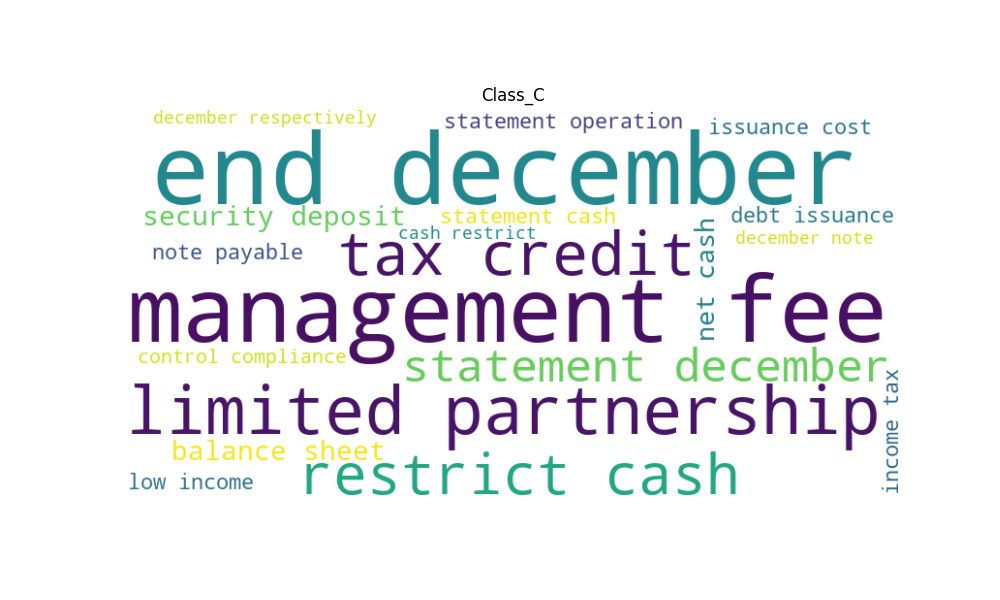 Class_C
december respectively
statement operation
issuance cost
end december
security deposit
statement cash
debt issuance
cash restrict
december note
note payable
tax credit
net cash
management fee
control compliance
statement december
limited partnership
income tax
balance sheet
restrict cash
low income